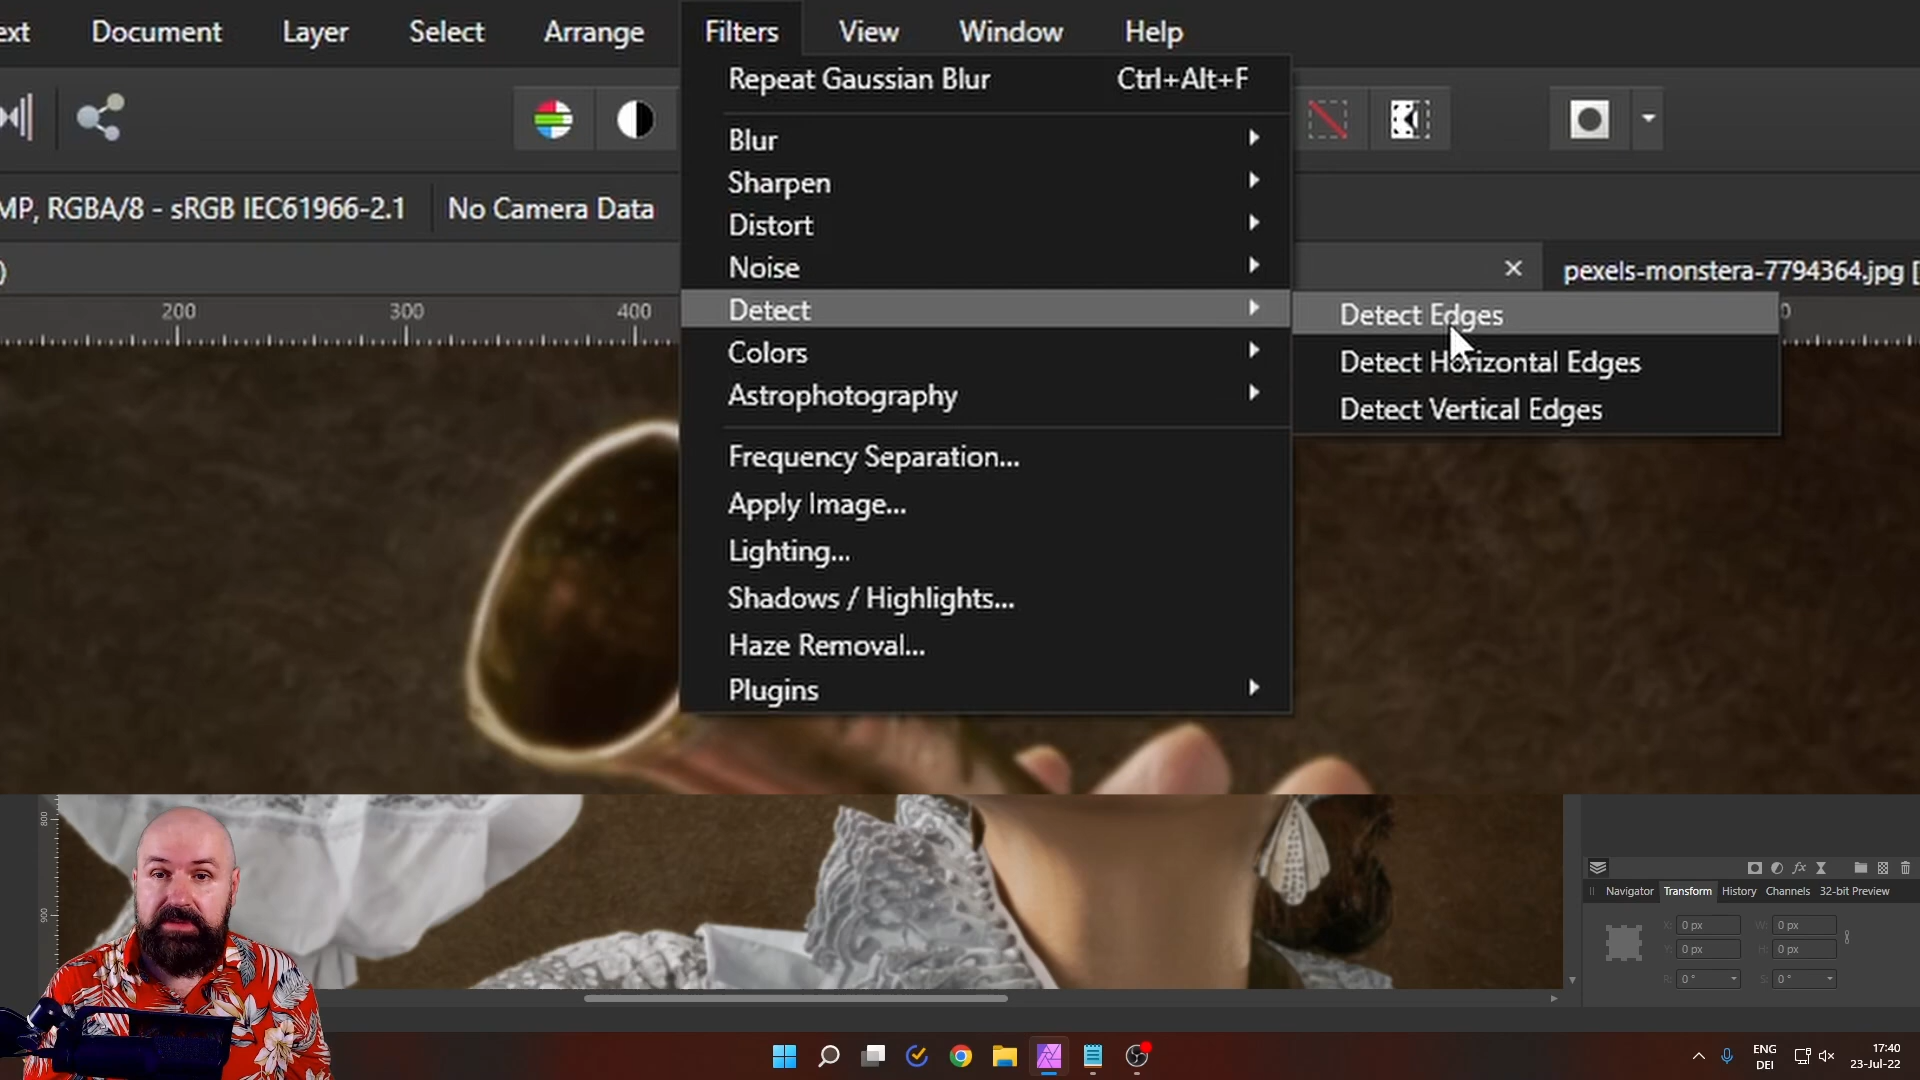 ext Document Layer Select Arrange Filters View Window Help
Repeat Gaussian Blur Ctrl+Alt+F
Blur
Sharpen
MP, RGBA/8 - sRGB IEC61966-2.1 No Camera Data
Distort
Noise
) pexels-monstera-7794364.jpg [
200 300 400
Detect
Detect Edges
Colors
Detect Horizontal Edges
Astrophotography
Detect Vertical Edges
Frequency Separation...
Apply Image...
Lighting...
Shadows / Highlights...
Haze Removal...
Plugins
800
900
Navigator Transform History Channels 32-bit Preview
X: 0 px W: 0 px
Y: 0 px H: 0 px
R: 0 ° S: 0 °
ENG 17:40
DEI 23-Jul-22